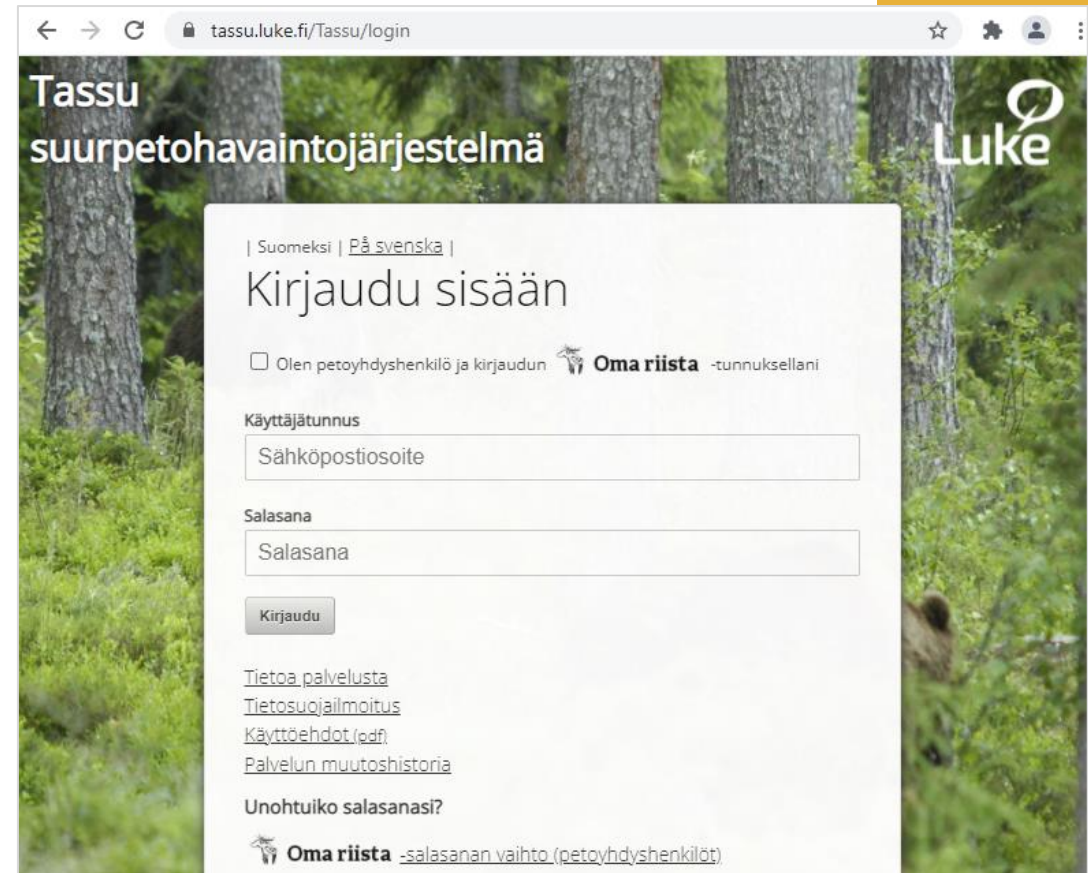 tassu.luke.fi/Tassu/login
Tassu
suurpetohavaintojärjestelmä
Luke
| Suomeksi | På svenska |
Kirjaudu sisään
Olen petoyhdyshenkilö ja kirjaudun Oma riista -tunnuksellani
Käyttäjätunnus
Sähköpostiosoite
Salasana
Salasana
Kirjaudu
Tietoa palvelusta
Tietosuojailmoitus
Käyttöehdot (pdf)
Palvelun muutoshistoria
Unohtuiko salasanasi?
Oma riista -salasanan vaihto (petoyhdyshenkilöt)